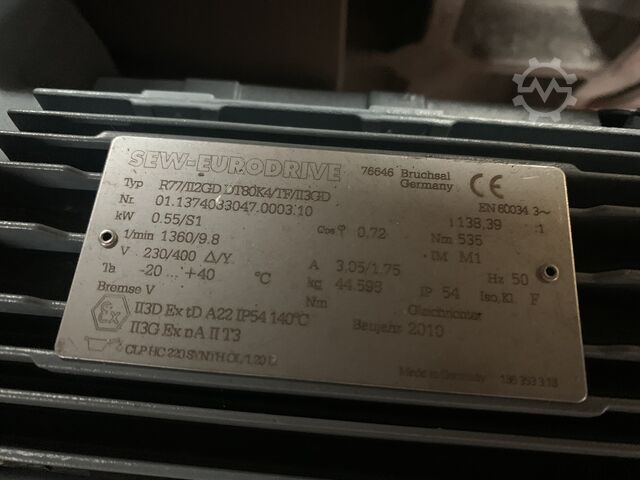 SEW-EURODRIVE 76646 Bruchsal Germany CE
Typ R77/II2GD DT80K4/TF/II3GD EN 60034 3~
Nr. 01.1374033047.0003.10 i 138,39 :1
kW 0.55/S1 Cos φ 0,72 Nm 535
1/min 1360/9.8 IM M1
V 230/400 Δ/Y A 3.05/1.75 Hz 50
Ta -20 ... +40 °C kg 44.598 IP 54 Iso.Kl. F
Bremse V Nm Gleichrichter
Ex II3D Ex tD A22 IP54 140°C Baujahr 2010
II3G Ex nA II T3
CLP HC 220 SYNTH.ÖL/1,20
Made in Germany